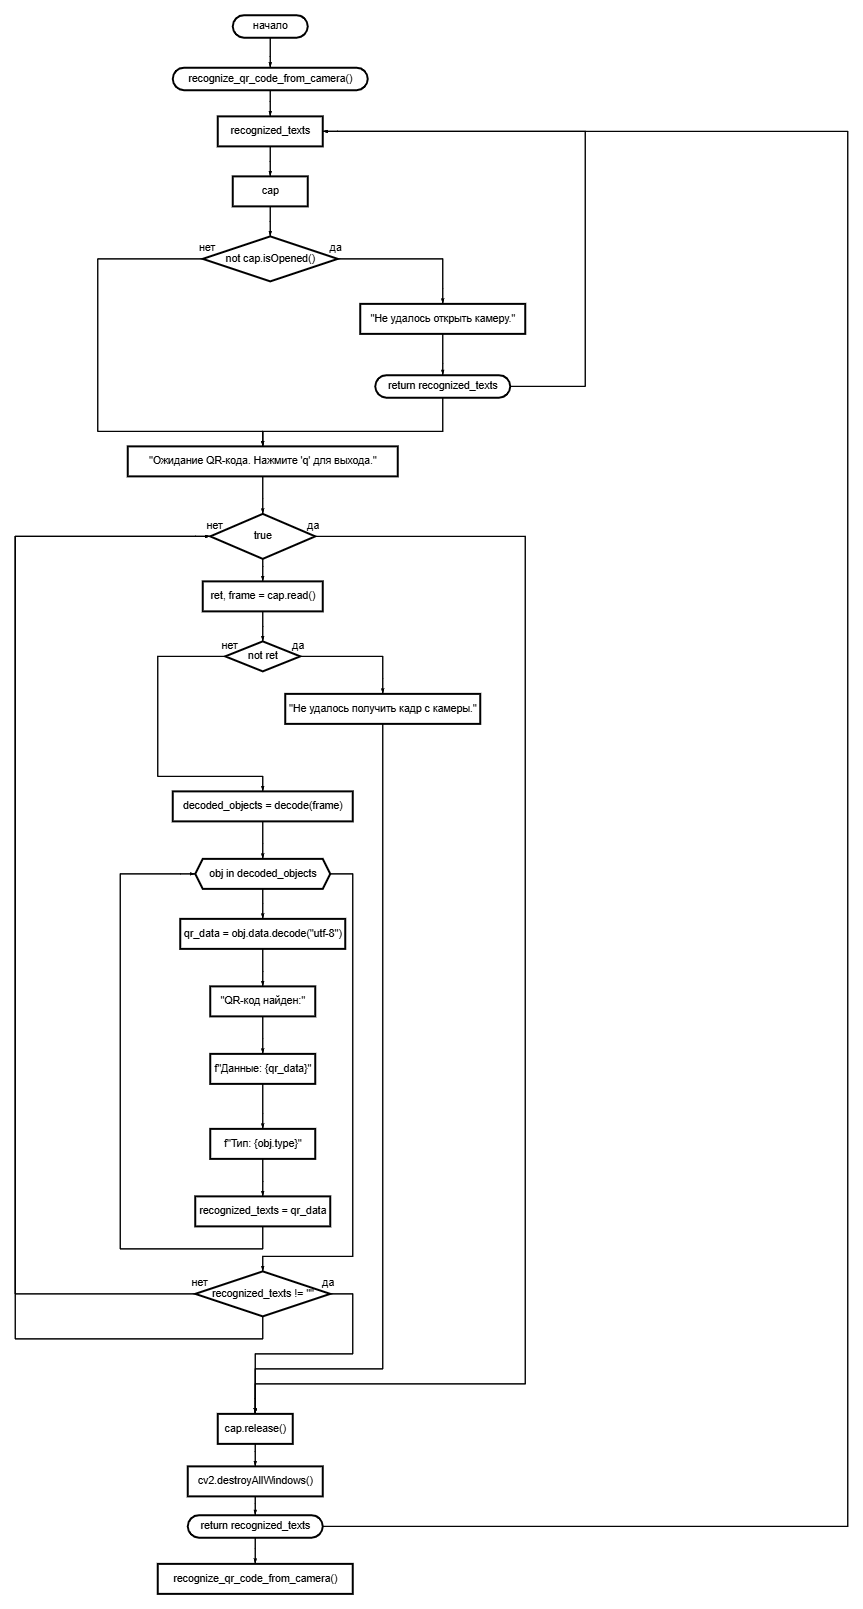 начало
recognize_qr_code_from_camera()
recognized_texts
cap
нет
да
not cap.isOpened()
"Не удалось открыть камеру."
return recognized_texts
"Ожидание QR-кода. Нажмите 'q' для выхода."
нет
да
true
ret, frame = cap.read()
нет
да
not ret
"Не удалось получить кадр с камеры."
decoded_objects = decode(frame)
obj in decoded_objects
qr_data = obj.data.decode("utf-8")
"QR-код найден:"
f"Данные: {qr_data}"
f"Тип: {obj.type}"
recognized_texts = qr_data
нет
да
recognized_texts != ""
cap.release()
cv2.destroyAllWindows()
return recognized_texts
recognize_qr_code_from_camera()